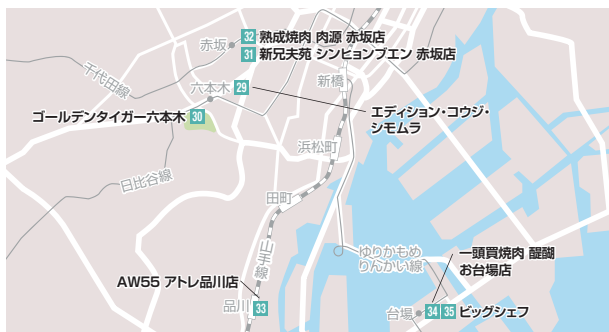 32 熟成焼肉 肉源 赤坂店
赤坂
31 新兄夫苑 シンヒョンブエン 赤坂店
千代田線
新橋
六本木 29
エディション・コウジ・
シモムラ
ゴールデンタイガー六本木 30
浜松町
日比谷線
田町
山手線
ゆりかもめ
りんかい線
一頭買焼肉 醍醐
お台場店
AW55 アトレ品川店
品川 33
台場 34 35 ビッグシェフ